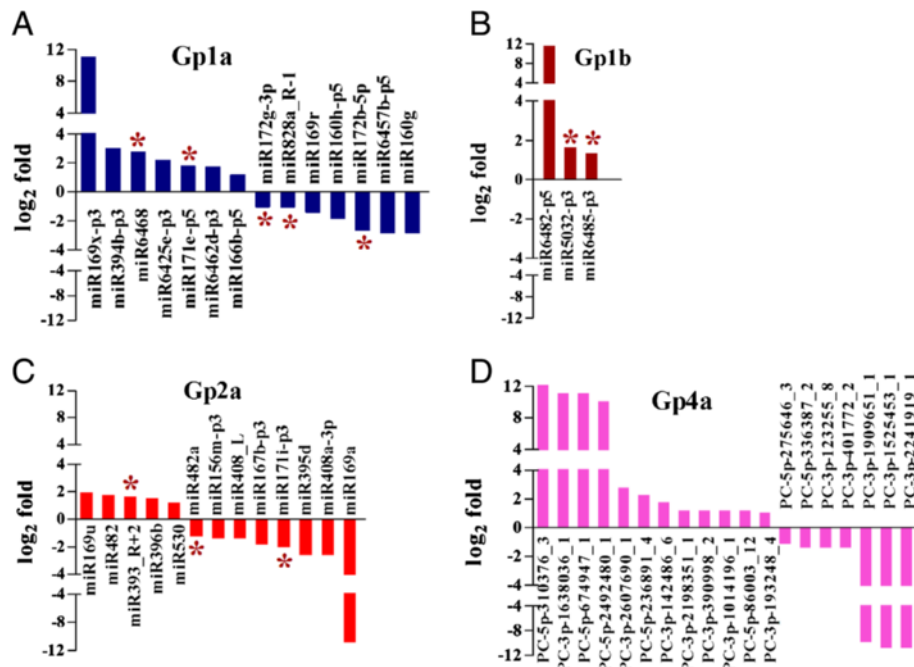 A
Gp1a
log2 fold
12
8
4
4
2
0
-2
-4
-4
-8
-12
miR169x-p3
miR394b-p3
miR6468
*
miR6425e-p3
miR171e-p5
*
miR6462d-p3
miR166b-p5
miR172g-3p
*
miR828a_R-1
*
miR169r
miR160h-p5
miR172b-5p
*
miR6457b-p5
miR160g
B
Gp1b
log2 fold
12
8
4
4
2
0
-2
-4
-8
-12
miR6482-p5
miR5032-p3
*
miR6485-p3
*
C
Gp2a
log2 fold
12
8
4
4
2
0
-2
-4
-4
-8
-12
miR169u
miR482
miR393_R+2
*
miR396b
miR530
miR482a
*
miR156m-p3
miR408_L
miR167b-p3
miR171i-p3
*
miR395d
miR408a-3p
miR169a
D
Gp4a
log2 fold
12
8
4
4
2
0
-2
-4
-4
-8
-12
PC-5p-310376_3
PC-3p-1638036_1
PC-5p-674947_1
PC-5p-2492480_1
PC-3p-2607690_1
PC-5p-236891_4
PC-3p-142486_6
PC-3p-2198351_1
PC-3p-390998_2
PC-3p-1014196_1
PC-5p-86003_12
PC-3p-193248_4
PC-5p-275646_3
PC-5p-336387_2
PC-3p-123255_8
PC-3p-401772_2
PC-3p-1909651_1
PC-3p-1525453_1
PC-3p-2241919_1